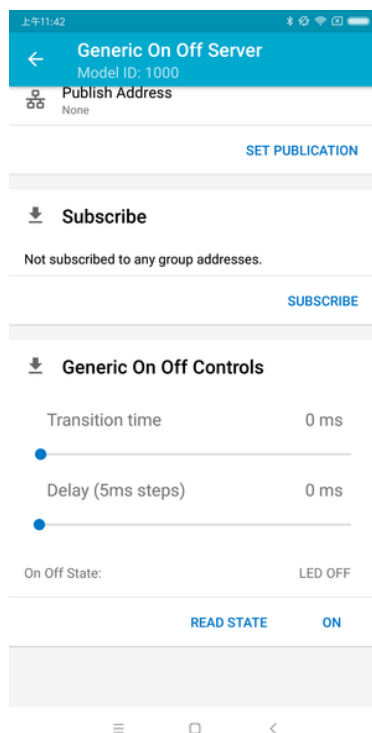 上午11:42
Generic On Off Server
Model ID: 1000
Publish Address
None
SET PUBLICATION
Subscribe
Not subscribed to any group addresses.
SUBSCRIBE
Generic On Off Controls
Transition time 0 ms
Delay (5ms steps) 0 ms
On Off State: LED OFF
READ STATE ON